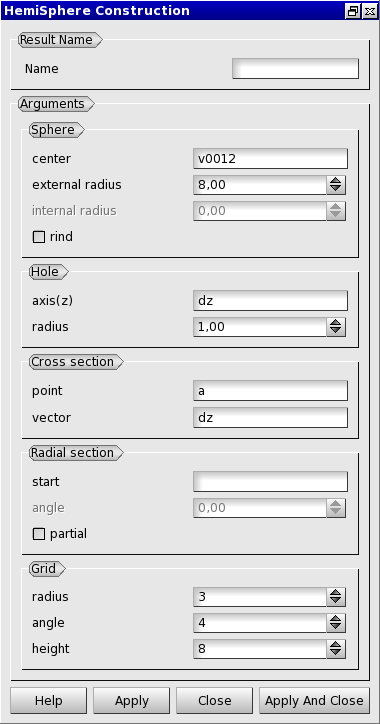 HemiSphere Construction
Result Name
Name
Arguments
Sphere
center v0012
external radius 8,00
internal radius 0,00
rind
Hole
axis(z) dz
radius 1,00
Cross section
point a
vector dz
Radial section
start
angle 0,00
partial
Grid
radius 3
angle 4
height 8
Help Apply Close Apply And Close